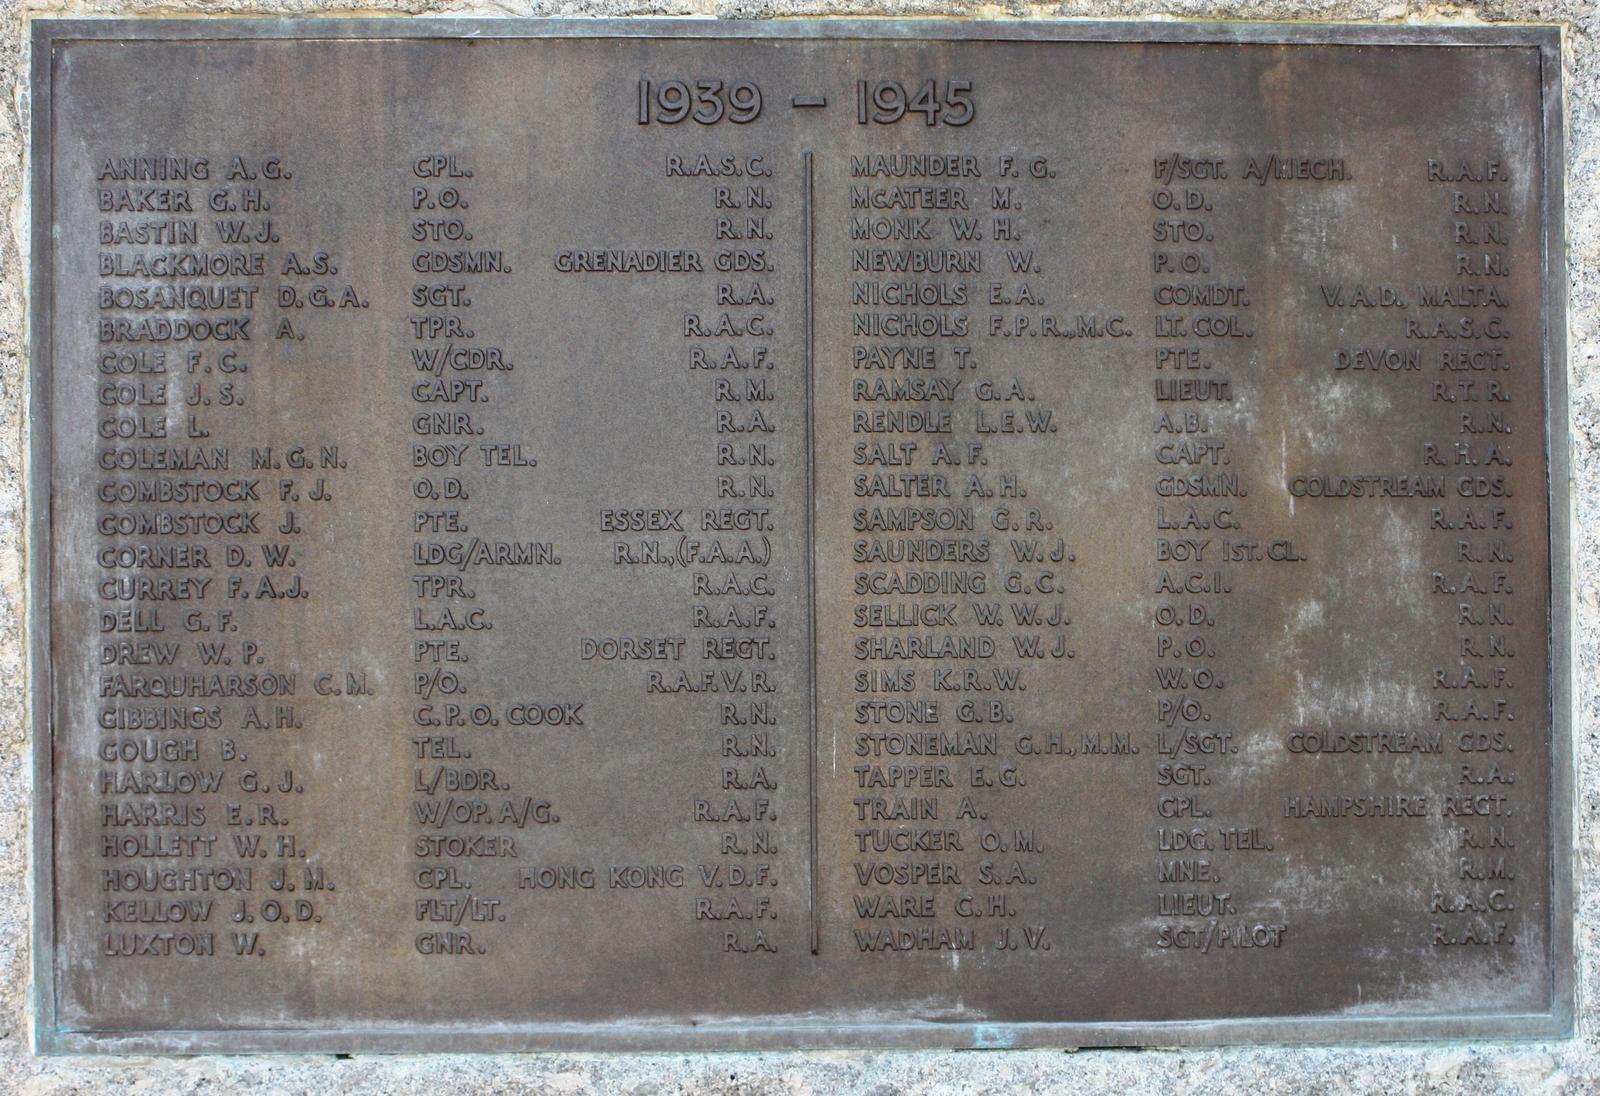 1939 – 1945
ANNING A.G. CPL. R.A.S.C.
BAKER G.H. P.O. R.N.
BASTIN W.J. STO. R.N.
BLACKMORE A.S. GDSMN. GRENADIER GDS.
BOSANQUET D.G.A. SGT. R.A.
BRADDOCK A. TPR. R.A.C.
COLE F.C. W/CDR. R.A.F.
COLE J.S. CAPT. R.M.
COLE L. GNR. R.A.
COLEMAN M.G.N. BOY TEL. R.N.
COMBSTOCK F.J. O.D. R.N.
COMBSTOCK J. PTE. ESSEX REGT.
CORNER D.W. LDG/ARMN. R.N.,(F.A.A.)
CURREY F.A.J. TPR. R.A.C.
DELL G.F. L.A.C. R.A.F.
DREW W.P. PTE. DORSET REGT.
FARQUHARSON C.M. P/O. R.A.F.V.R.
GIBBINGS A.H. C.P.O. COOK R.N.
GOUGH B. TEL. R.N.
HARLOW G.J. L/BDR. R.A.
HARRIS E.R. W/OP. A/G. R.A.F.
HOLLETT W.H. STOKER R.N.
HOUGHTON J.M. CPL. HONG KONG V.D.F.
KELLOW J.O.D. FLT/LT. R.A.F.
LUXTON W. GNR. R.A.
MAUNDER F.G. F/SGT. A/MECH. R.A.F.
MCATEER M. O.D. R.N.
MONK W.H. STO. R.N.
NEWBURN W. P.O. R.N.
NICHOLS E.A. COMDT. V.A.D., MALTA.
NICHOLS F.P.R.,M.C. LT. COL. R.A.S.C.
PAYNE T. PTE. DEVON REGT.
RAMSAY G.A. LIEUT. R.T.R.
RENDLE L.E.W. A.B. R.N.
SALT A.F. CAPT. R.H.A.
SALTER A.H. GDSMN. COLDSTREAM GDS.
SAMPSON G.R. L.A.C. R.A.F.
SAUNDERS W.J. BOY 1ST.CL. R.N.
SCADDING G.C. A.C.I. R.A.F.
SELLICK W.W.J. O.D. R.N.
SHARLAND W.J. P.O. R.N.
SIMS K.R.W. W.O. R.A.F.
STONE G.B. P/O. R.A.F.
STONEMAN G.H.,M.M. L/SGT. COLDSTREAM GDS.
TAPPER E.G. SGT. R.A.
TRAIN A. CPL. HAMPSHIRE REGT.
TUCKER O.M. LDG. TEL. R.N.
VOSPER S.A. MNE. R.M.
WARE C.H. LIEUT. R.A.C.
WADHAM J.V. SGT/PILOT R.A.F.